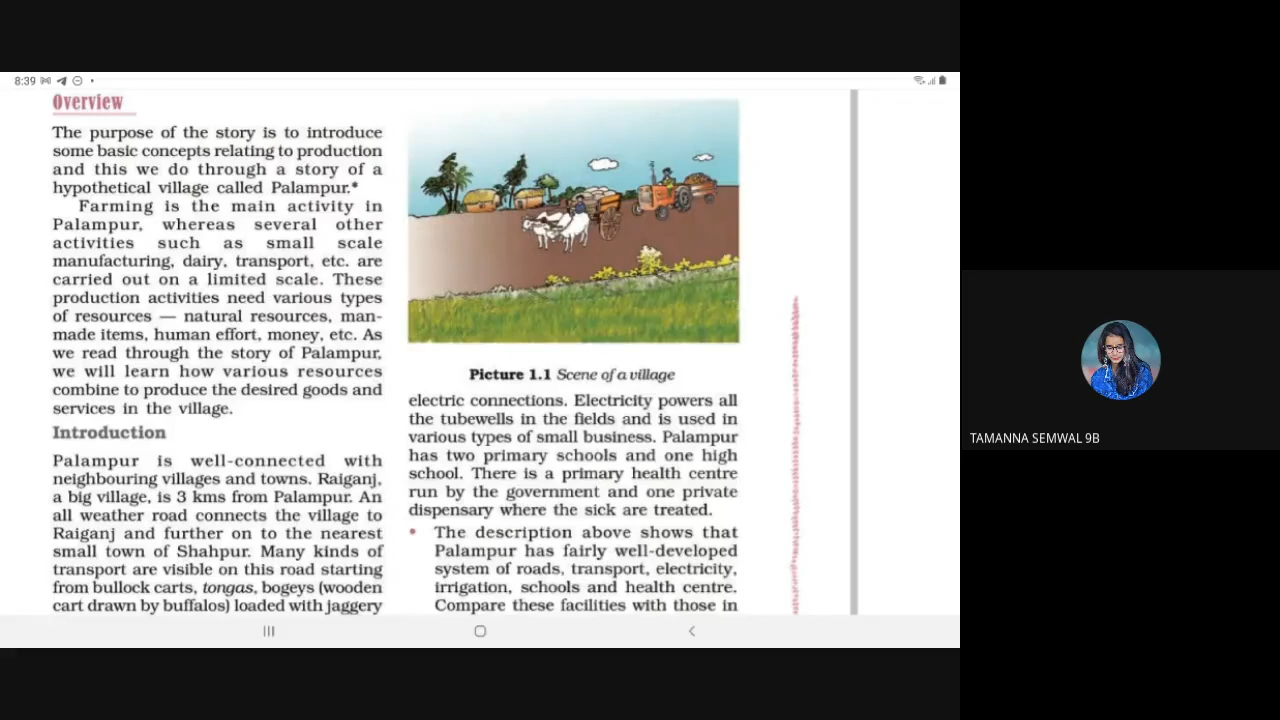 8:39
Overview
The purpose of the story is to introduce
some basic concepts relating to production
and this we do through a story of a
hypothetical village called Palampur.*
Farming is the main activity in
Palampur, whereas several other
activities such as small scale
manufacturing, dairy, transport, etc. are
carried out on a limited scale. These
production activities need various types
of resources — natural resources, man-
made items, human effort, money, etc. As
we read through the story of Palampur,
we will learn how various resources
combine to produce the desired goods and
services in the village.
Introduction
Palampur is well-connected with
neighbouring villages and towns. Raiganj,
a big village, is 3 kms from Palampur. An
all weather road connects the village to
Raiganj and further on to the nearest
small town of Shahpur. Many kinds of
transport are visible on this road starting
from bullock carts, tongas, bogeys (wooden
cart drawn by buffalos) loaded with jaggery
Picture 1.1 Scene of a village
electric connections. Electricity powers all
the tubewells in the fields and is used in
various types of small business. Palampur
has two primary schools and one high
school. There is a primary health centre
run by the government and one private
dispensary where the sick are treated.
• The description above shows that
Palampur has fairly well-developed
system of roads, transport, electricity,
irrigation, schools and health centre.
Compare these facilities with those in
TAMANNA SEMWAL 9B